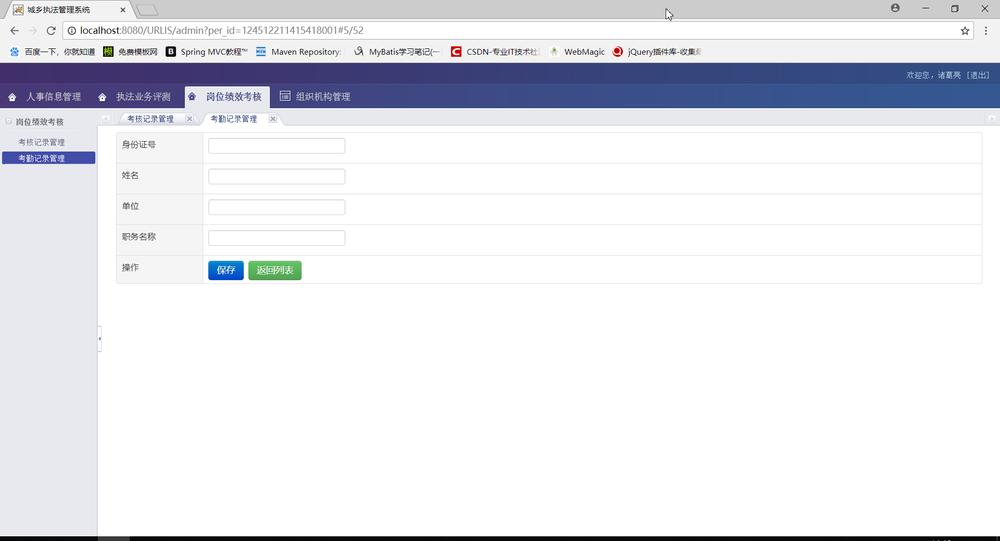 城乡执法管理系统
localhost:8080/URLIS/admin?per_id=124512211415418001#5/52
百度一下，你就知道 模 免费模板网 B Spring MVC教程™ MVN Maven Repository: MyBatis学习笔记(一 C CSDN-专业IT技术社 WebMagic jQuery插件库-收集
欢迎您，诸葛亮 [退出]
人事信息管理 执法业务评测 岗位绩效考核 组织机构管理
岗位绩效考核
考核记录管理
考勤记录管理
考核记录管理 考勤记录管理
身份证号
姓名
单位
职务名称
操作 保存 返回列表